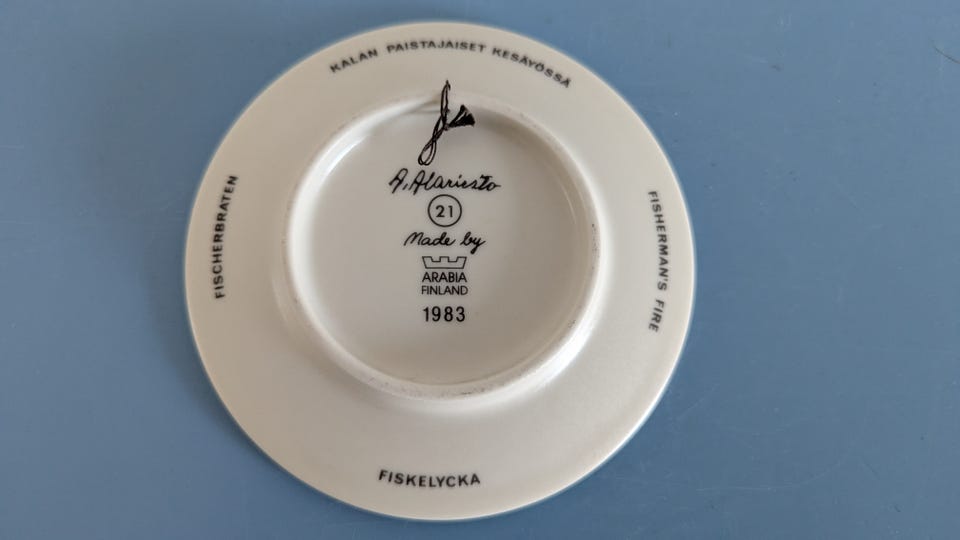 KALAN PAISTAJAISET KESÄYÖSSÄ
A. Alariesto
21
Made by
ARABIA
FINLAND
1983
FISCHERBRATEN
FISHERMAN'S FIRE
FISKELYCKA